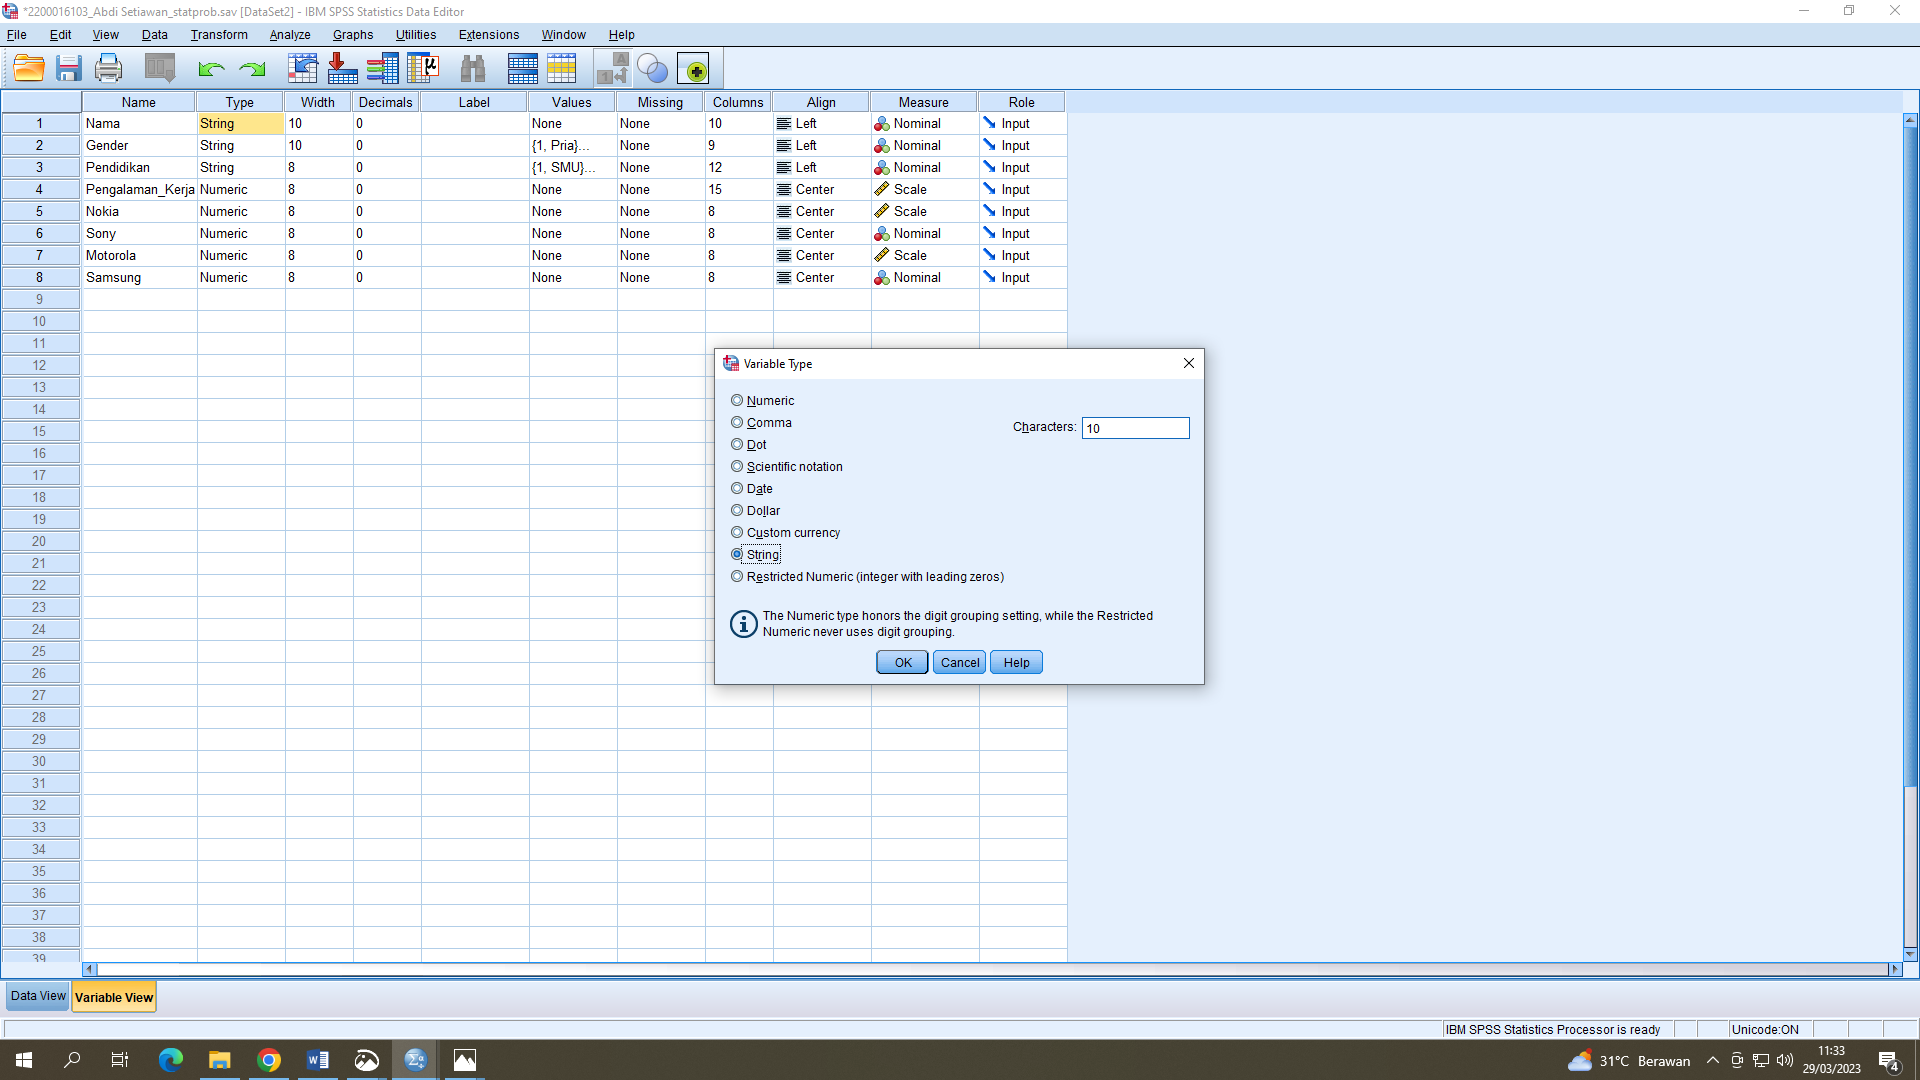 *2200016103_Abdi Setiawan_statprob.sav [DataSet2] - IBM SPSS Statistics Data Editor
File Edit View Data Transform Analyze Graphs Utilities Extensions Window Help
Name Type Width Decimals Label Values Missing Columns Align Measure Role
1 Nama String 10 0 None None 10 Left Nominal Input
2 Gender String 10 0 {1, Pria}... None 9 Left Nominal Input
3 Pendidikan String 8 0 {1, SMU}... None 12 Left Nominal Input
4 Pengalaman_Kerja Numeric 8 0 None None 15 Center Scale Input
5 Nokia Numeric 8 0 None None 8 Center Scale Input
6 Sony Numeric 8 0 None None 8 Center Nominal Input
7 Motorola Numeric 8 0 None None 8 Center Scale Input
8 Samsung Numeric 8 0 None None 8 Center Nominal Input
9
10
11
12
13
14
15
16
17
18
19
20
21
22
23
24
25
26
27
28
29
30
31
32
33
34
35
36
37
38
39
Variable Type
Numeric
Comma
Characters: 10
Dot
Scientific notation
Date
Dollar
Custom currency
String
Restricted Numeric (integer with leading zeros)
The Numeric type honors the digit grouping setting, while the Restricted
Numeric never uses digit grouping.
OK Cancel Help
Data View Variable View
IBM SPSS Statistics Processor is ready Unicode:ON
31°C Berawan
11:33
29/03/2023
4